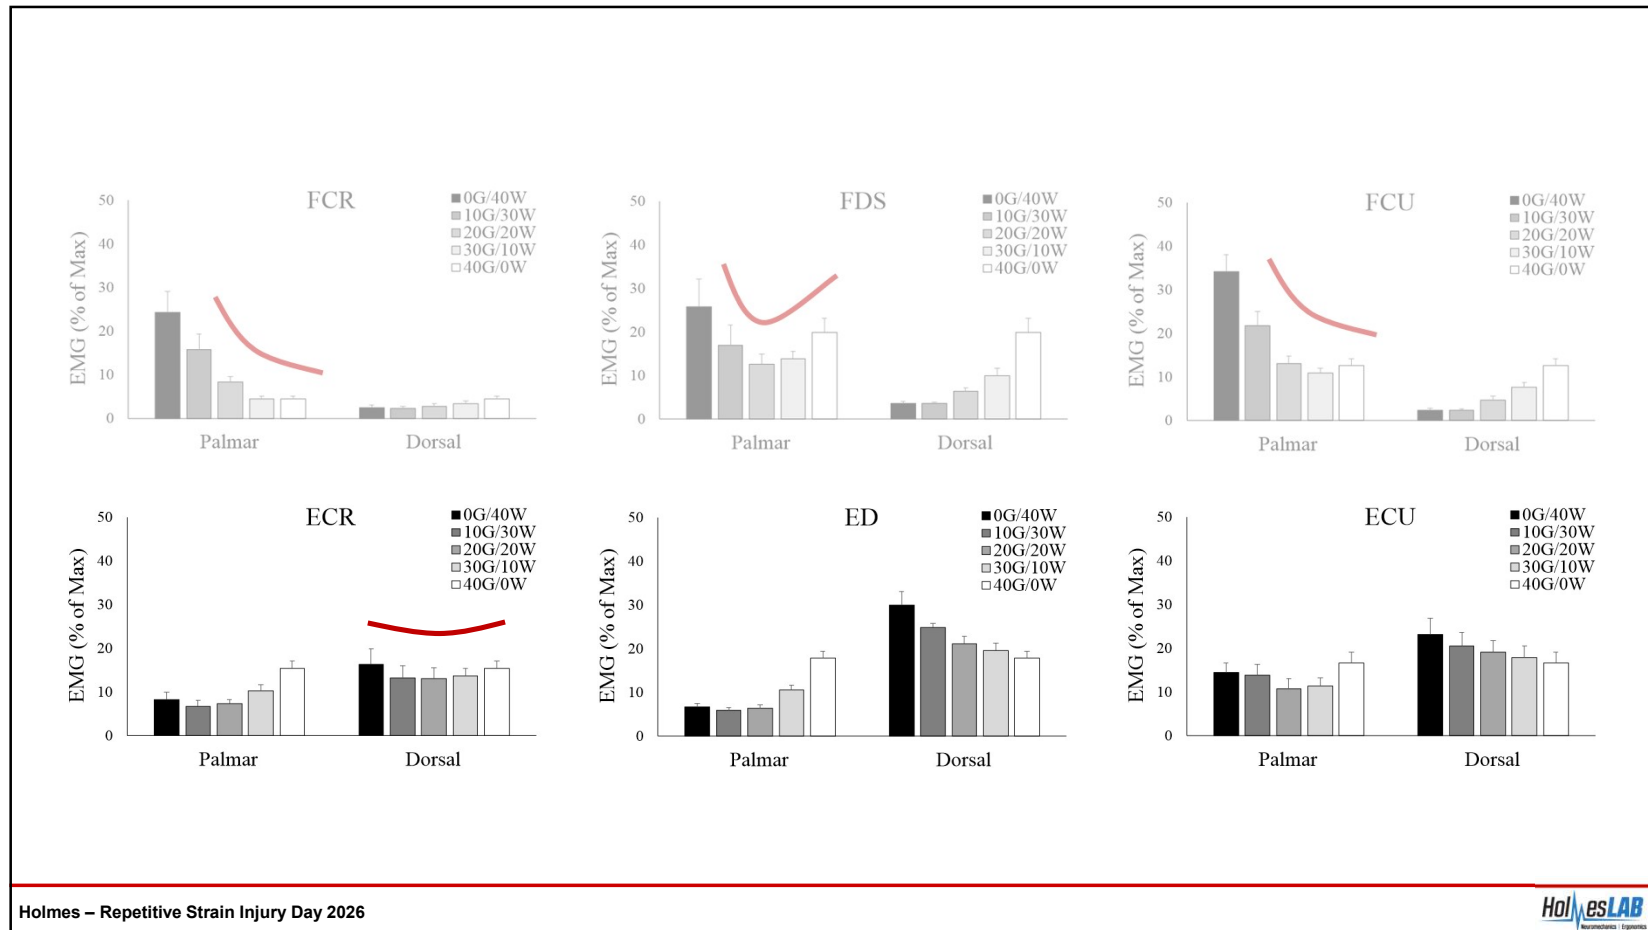 FCR
0G/40W
10G/30W
20G/20W
30G/10W
40G/0W
EMG (% of Max)
50
40
30
20
10
0
Palmar Dorsal
FDS
0G/40W
10G/30W
20G/20W
30G/10W
40G/0W
EMG (% of Max)
50
40
30
20
10
0
Palmar Dorsal
FCU
0G/40W
10G/30W
20G/20W
30G/10W
40G/0W
EMG (% of Max)
50
40
30
20
10
0
Palmar Dorsal
ECR
0G/40W
10G/30W
20G/20W
30G/10W
40G/0W
EMG (% of Max)
50
40
30
20
10
0
Palmar Dorsal
ED
0G/40W
10G/30W
20G/20W
30G/10W
40G/0W
EMG (% of Max)
50
40
30
20
10
0
Palmar Dorsal
ECU
0G/40W
10G/30W
20G/20W
30G/10W
40G/0W
EMG (% of Max)
50
40
30
20
10
0
Palmar Dorsal
Holmes – Repetitive Strain Injury Day 2026
HolmesLAB
Neuromechanics | Ergonomics